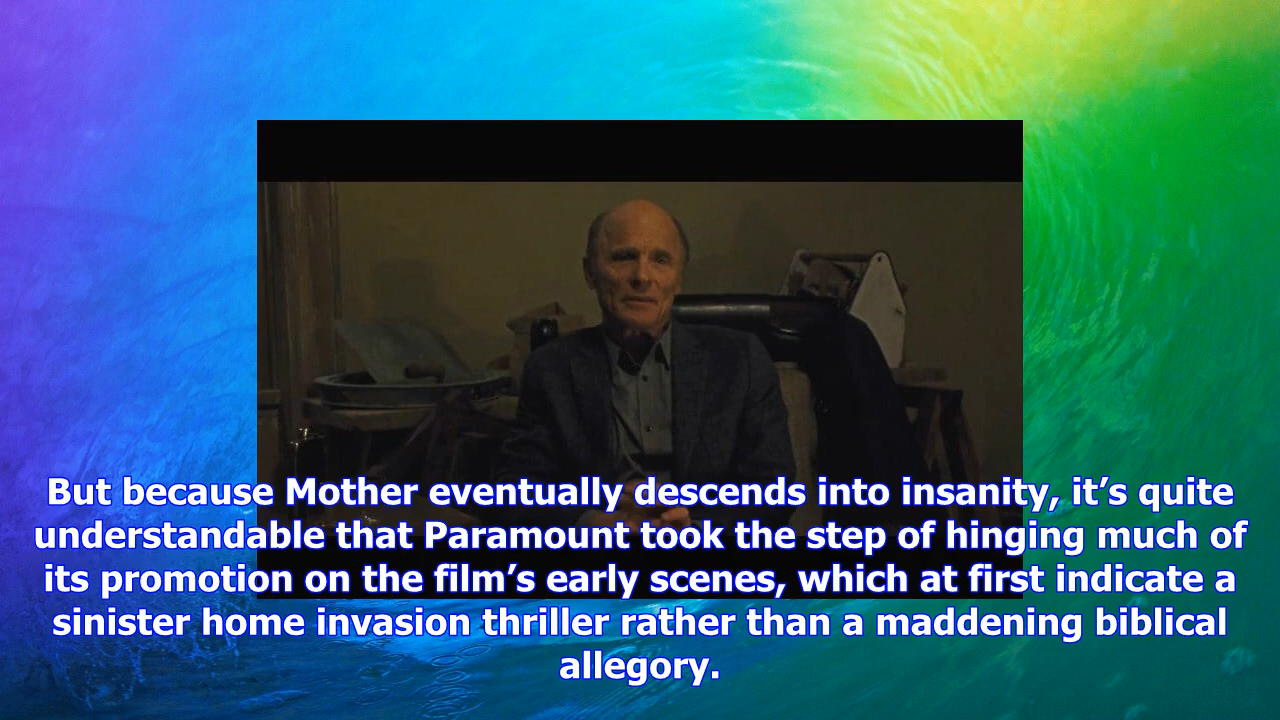 But because Mother eventually descends into insanity, it’s quite
understandable that Paramount took the step of hinging much of
its promotion on the film’s early scenes, which at first indicate a
sinister home invasion thriller rather than a maddening biblical
allegory.